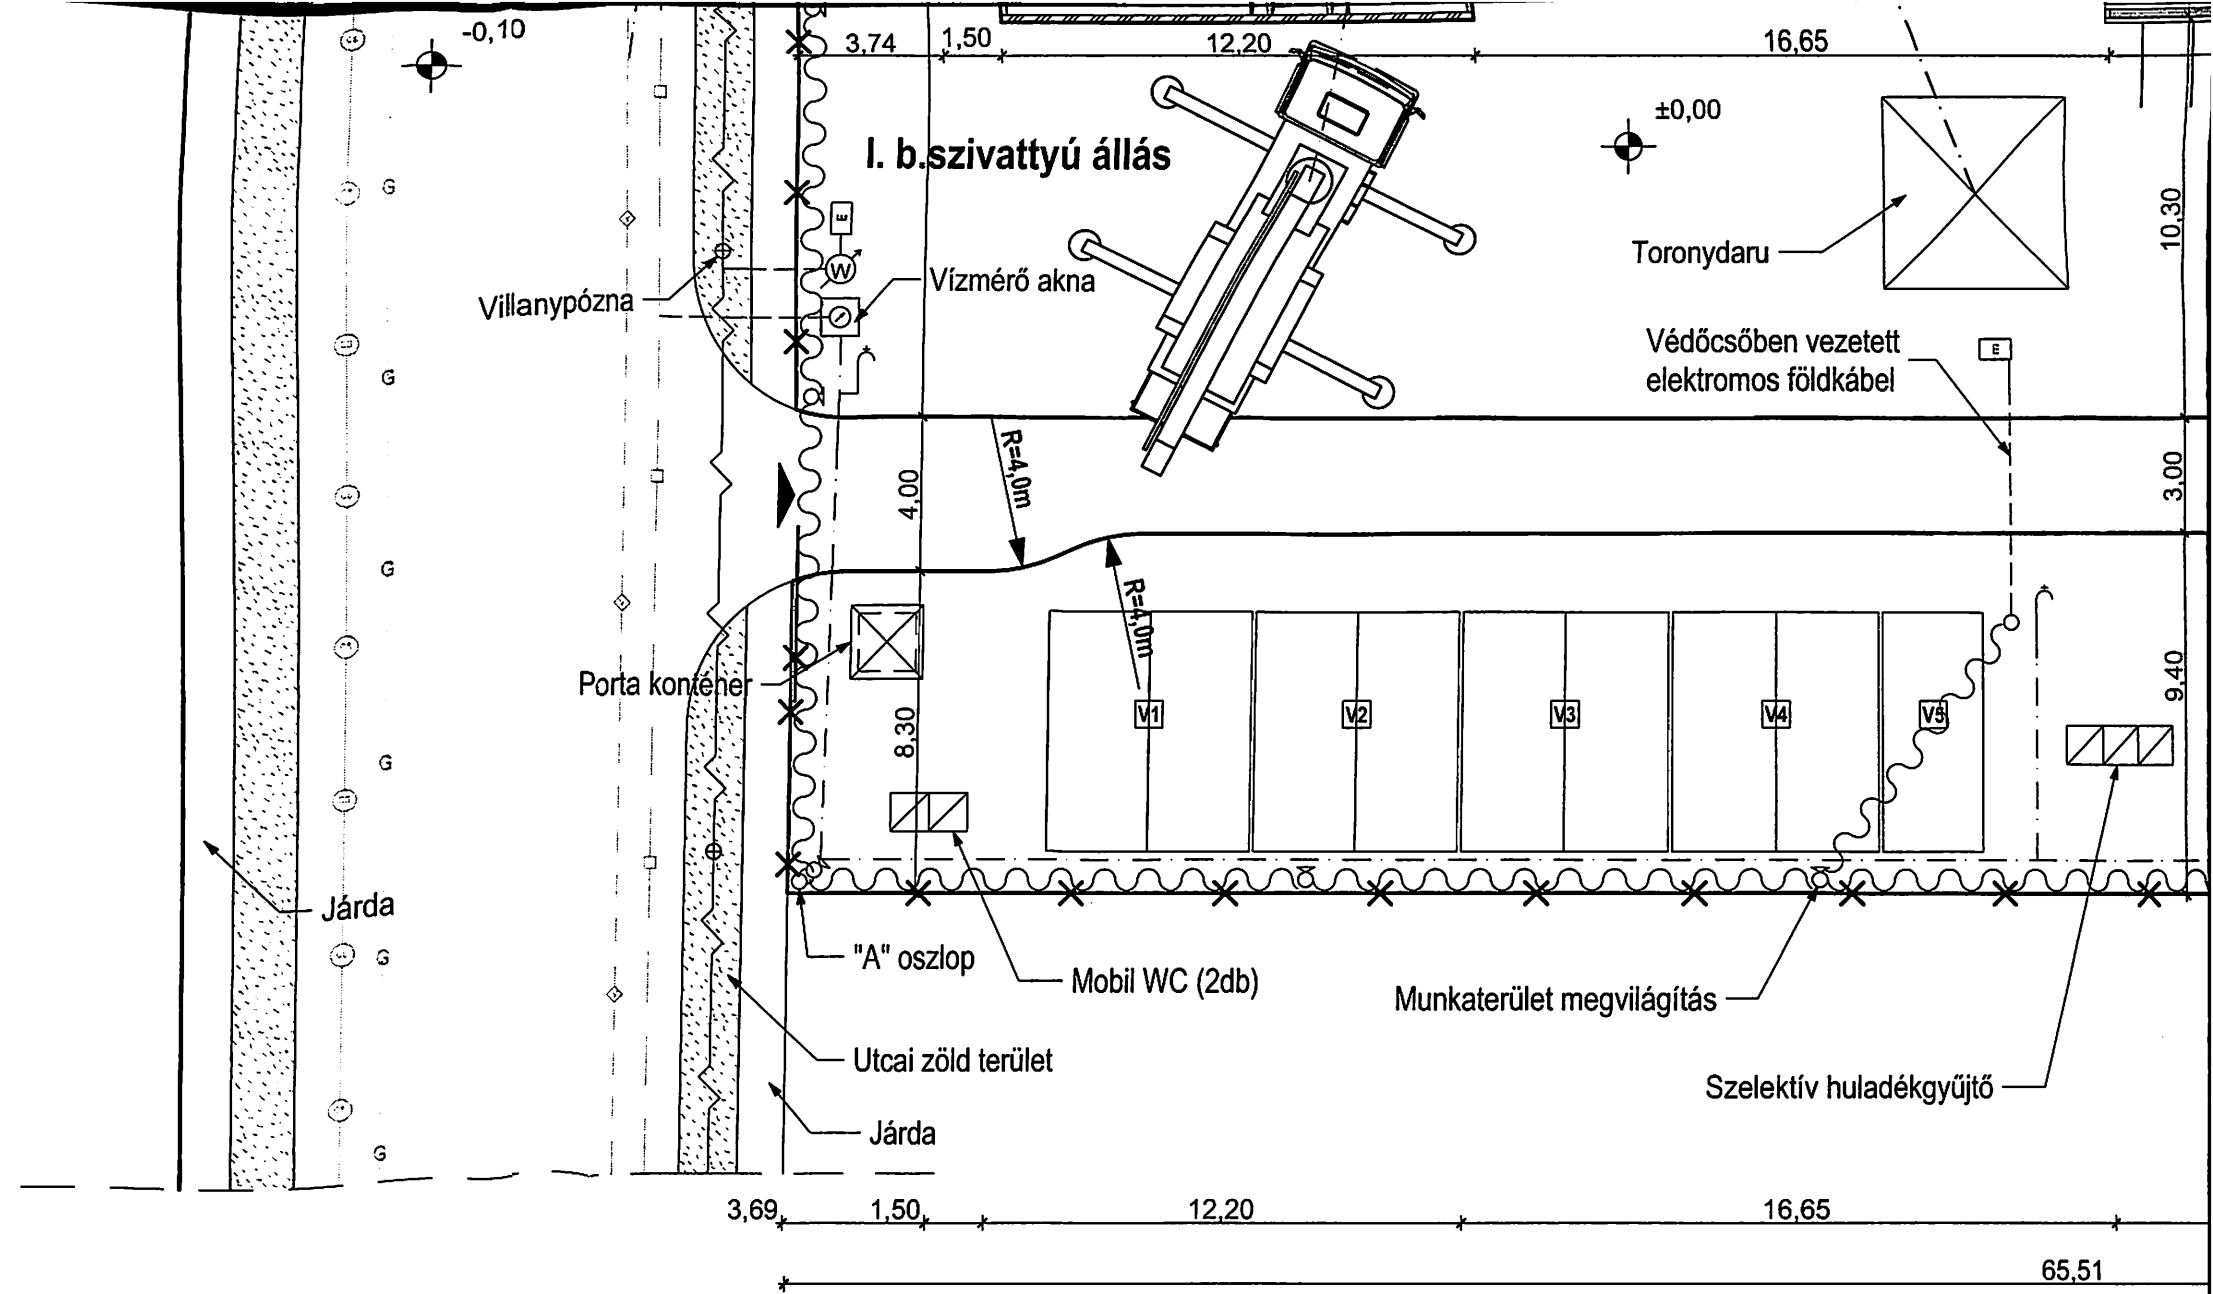 -0,10
3,74
1,50
12,20
16,65
±0,00
I. b.szivattyú állás
E
10,30
Toronydaru
W
Villanypózna
Vízmérő akna
Védőcsőben vezetett
elektromos földkábel
E
G
G
G
G
G
G
R=4,0m
4,00
3,00
R=4,0m
Porta konténer
8,30
9,40
V1
V2
V3
V4
V5
Járda
"A" oszlop
Mobil WC (2db)
Munkaterület megvilágítás
Utcai zöld terület
Szelektív huladékgyűjtő
Járda
3,69
1,50
12,20
16,65
65,51